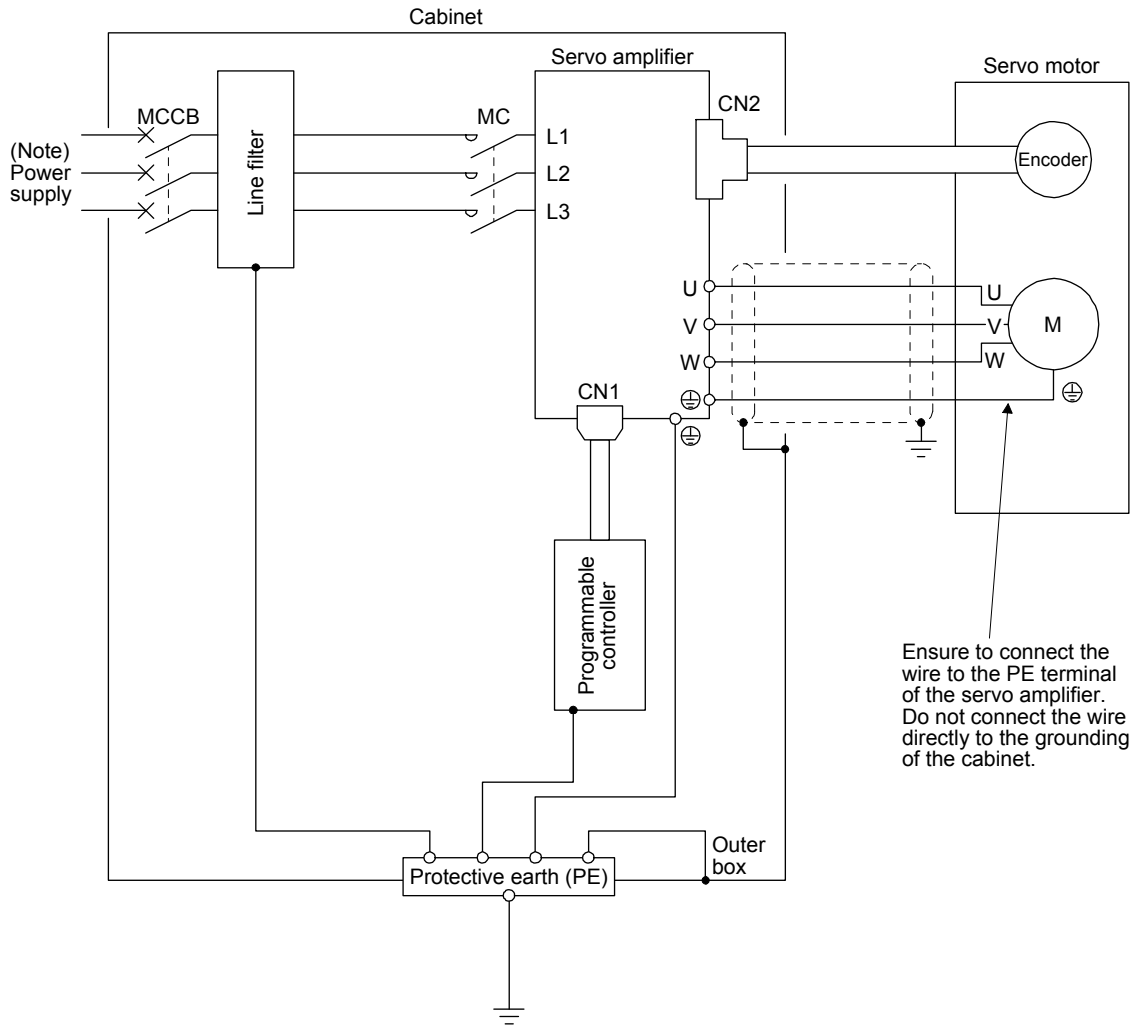 Cabinet
Servo amplifier
Servo motor
MCCB
MC
CN2
(Note)
Power
supply
Line filter
L1
L2
L3
Encoder
U
V
W
U
V
W
M
CN1
Programmable
controller
Ensure to connect the
wire to the PE terminal
of the servo amplifier.
Do not connect the wire
directly to the grounding
of the cabinet.
Outer
box
Protective earth (PE)